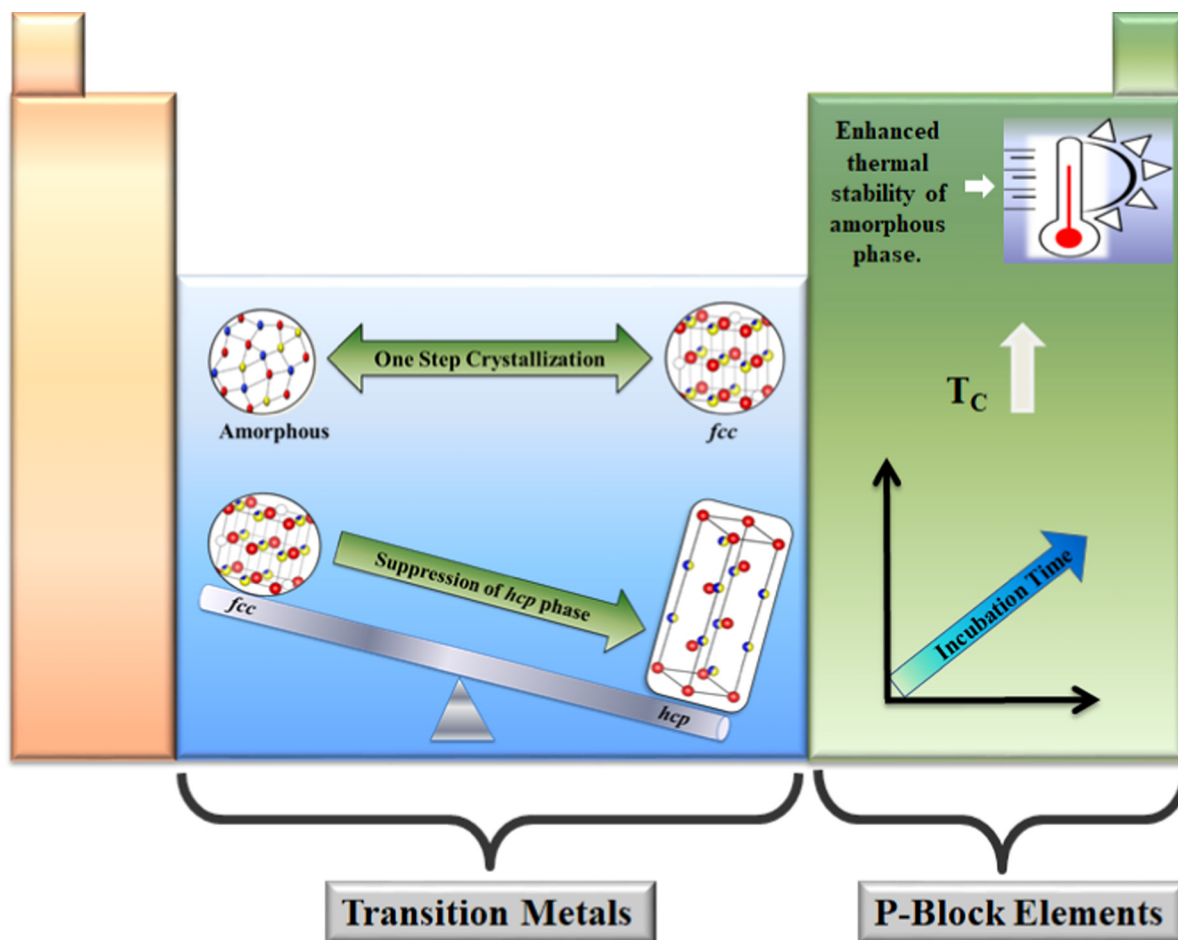 Enhanced
thermal
stability of
amorphous
phase.
One Step Crystallization
Amorphous
fcc
T_C
Suppression of hcp phase
fcc
hcp
Incubation Time
Transition Metals
P-Block Elements